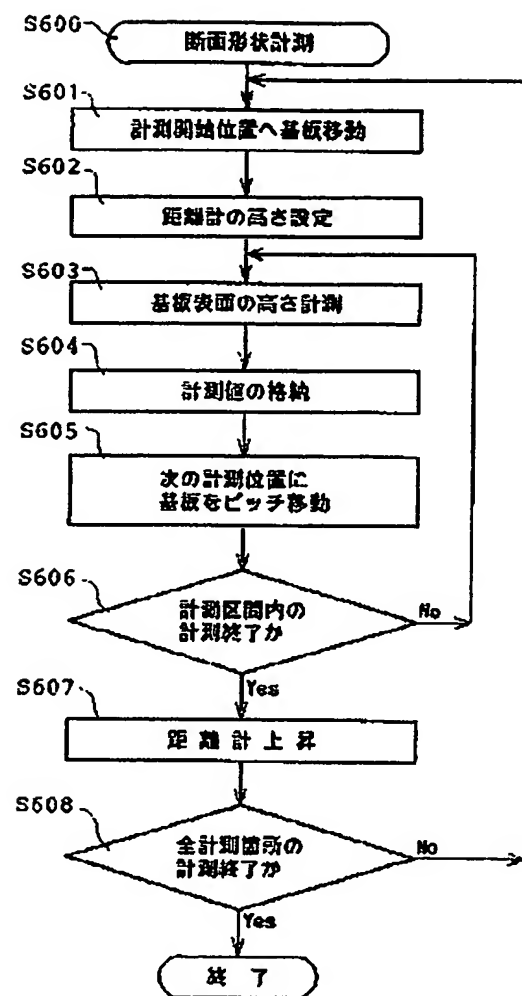 S600
断面形状計測
S601
計測開始位置へ基板移動
S602
距離計の高さ設定
S603
基板表面の高さ計測
S604
計測値の格納
S605
次の計測位置に
基板をピッチ移動
S606
計測区間内の
計測終了か
No
Yes
S607
距離計上昇
S608
全計測箇所の
計測終了か
No
Yes
終了